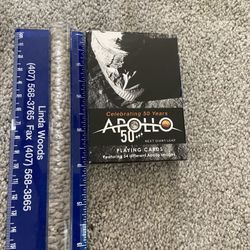 Linda Woods
(407) 568-3765 Fax (407) 568-3865
Celebrating 50 Years
APOLLO
50
NEXT GIANT LEAP
PLAYING CARDS
Featuring 54 different Apollo images